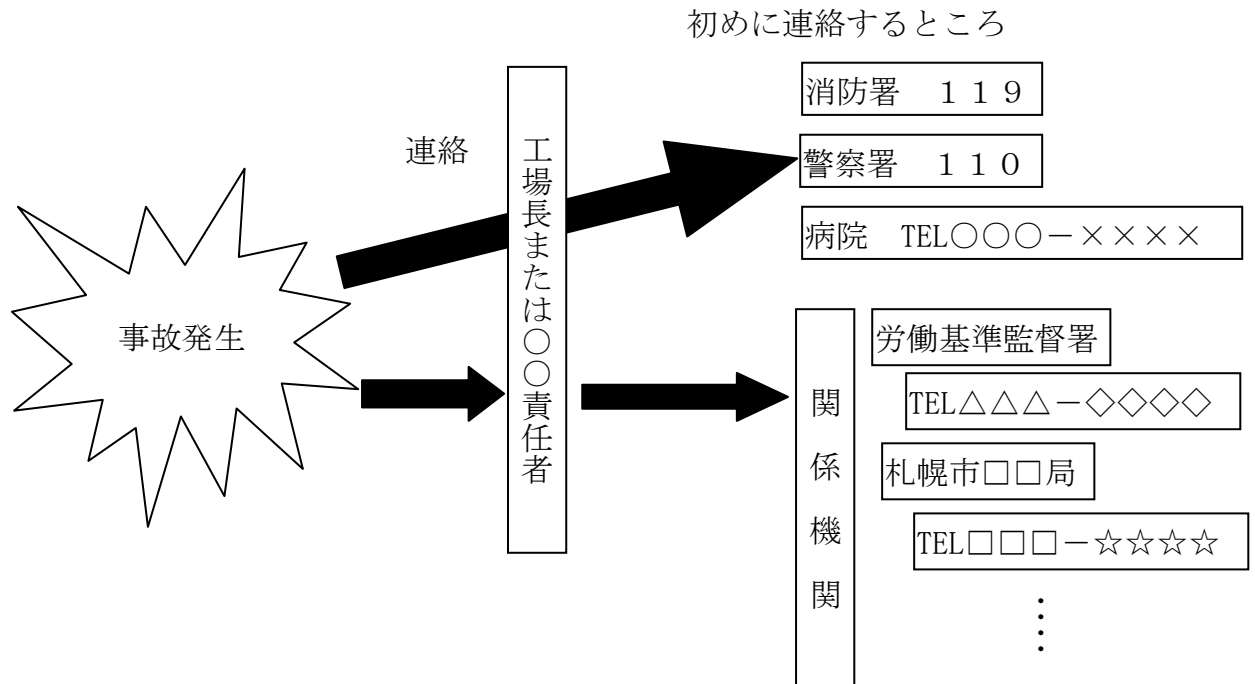 初めに連絡するところ
消防署　１１９
連絡
警察署　１１０
病院　TEL○○○－××××
工場長または○○責任者
事故発生
関係機関
労働基準監督署
TEL△△△－◇◇◇◇
札幌市□□局
TEL□□□－☆☆☆☆
⋮